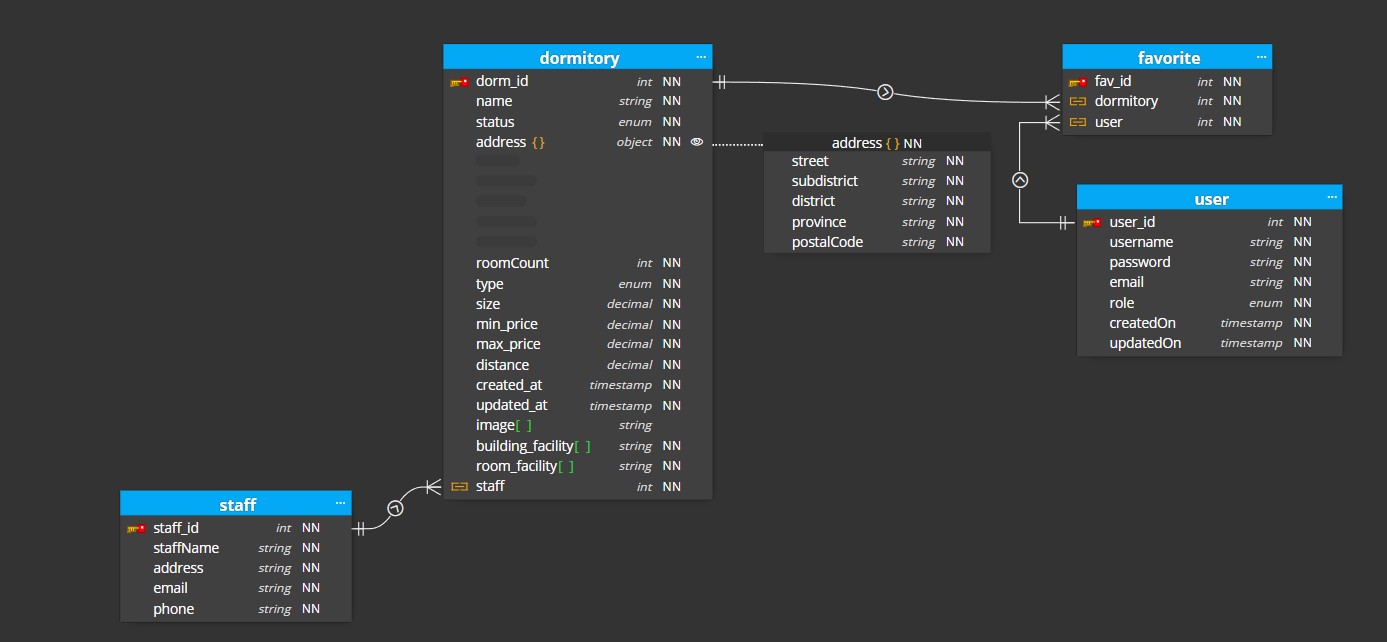 dormitory ...
dorm_id int NN
name string NN
status enum NN
address { } object NN
roomCount int NN
type enum NN
size decimal NN
min_price decimal NN
max_price decimal NN
distance decimal NN
created_at timestamp NN
updated_at timestamp NN
image[ ] string
building_facility[ ] string NN
room_facility[ ] string NN
staff int NN
address { } NN
street string NN
subdistrict string NN
district string NN
province string NN
postalCode string NN
favorite ...
fav_id int NN
dormitory int NN
user int NN
user ...
user_id int NN
username string NN
password string NN
email string NN
role enum NN
createdOn timestamp NN
updatedOn timestamp NN
staff ...
staff_id int NN
staffName string NN
address string NN
email string NN
phone string NN